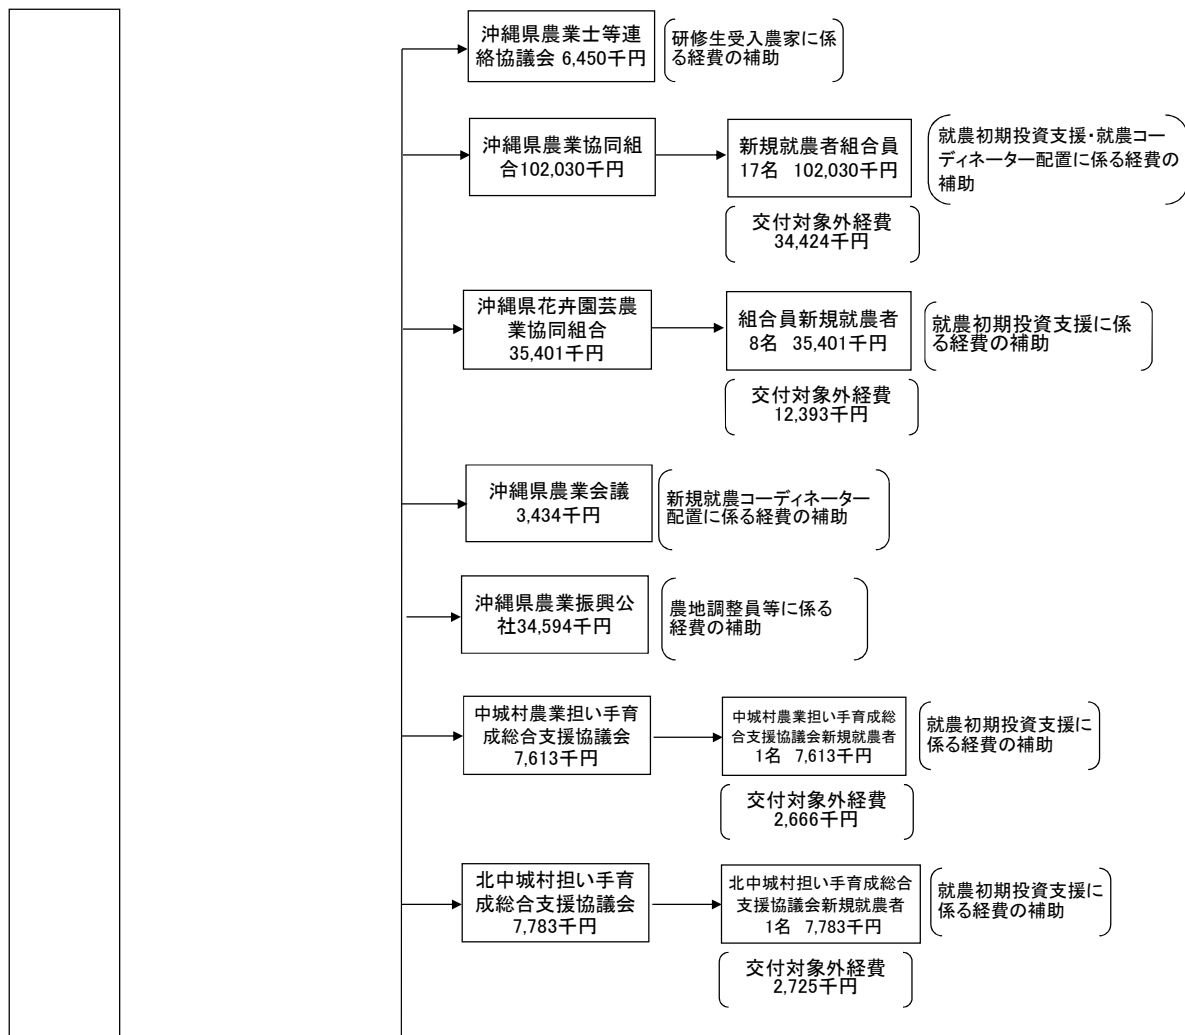 沖縄県農業士等連
絡協議会 6,450千円
研修生受入農家に係
る経費の補助
沖縄県農業協同組
合102,030千円
新規就農者組合員
17名 102,030千円
就農初期投資支援・就農コー
ディネーター配置に係る経費の
補助
交付対象外経費
34,424千円
沖縄県花卉園芸農
業協同組合
35,401千円
組合員新規就農者
8名 35,401千円
就農初期投資支援に係
る経費の補助
交付対象外経費
12,393千円
沖縄県農業会議
3,434千円
新規就農コーディネーター
配置に係る経費の補助
沖縄県農業振興公
社34,594千円
農地調整員等に係る
経費の補助
中城村農業担い手育
成総合支援協議会
7,613千円
中城村農業担い手育成総
合支援協議会新規就農者
1名 7,613千円
就農初期投資支援に
係る経費の補助
交付対象外経費
2,666千円
北中城村担い手育
成総合支援協議会
7,783千円
北中城村担い手育成総合
支援協議会新規就農者
1名 7,783千円
就農初期投資支援に
係る経費の補助
交付対象外経費
2,725千円